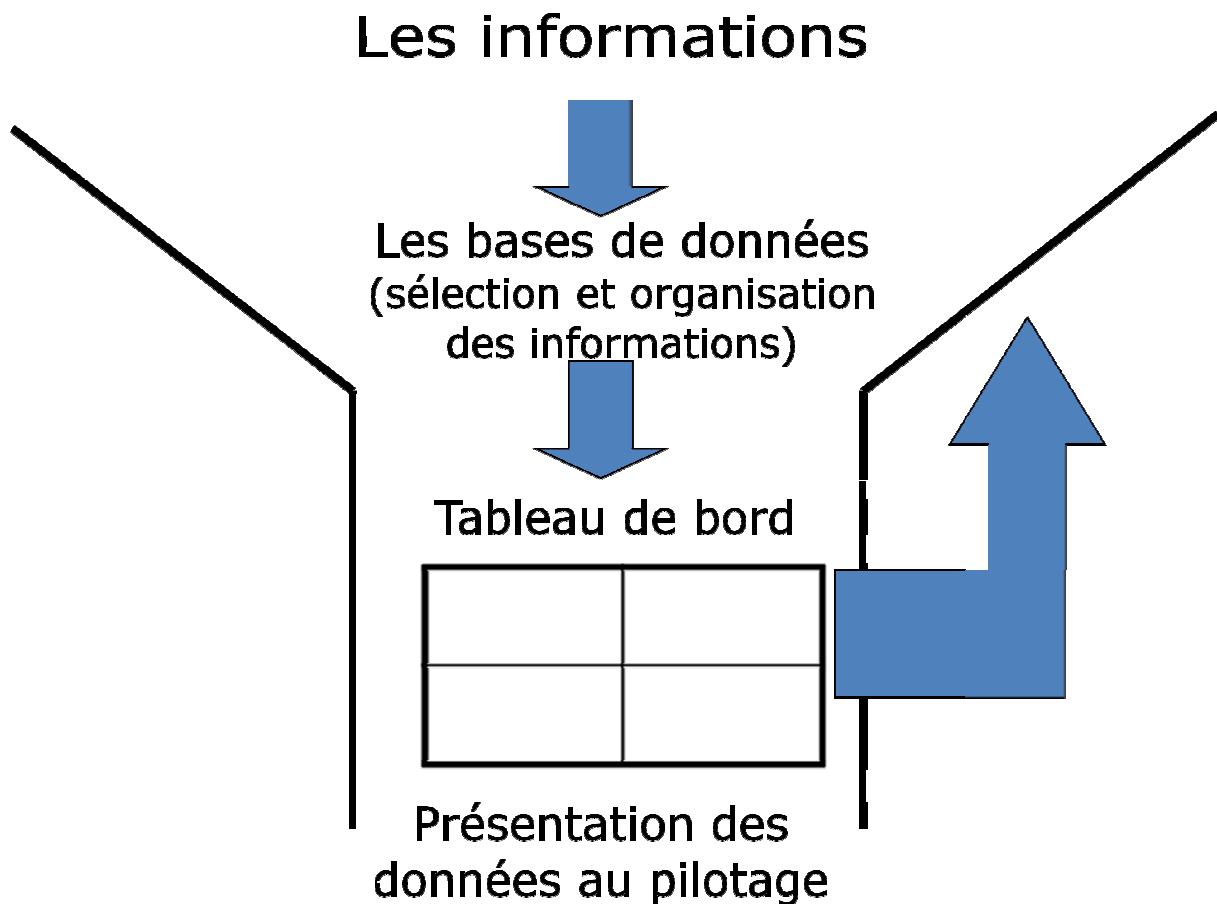 Les informations
Les bases de données
(sélection et organisation
des informations)
Tableau de bord
Présentation des
données au pilotage